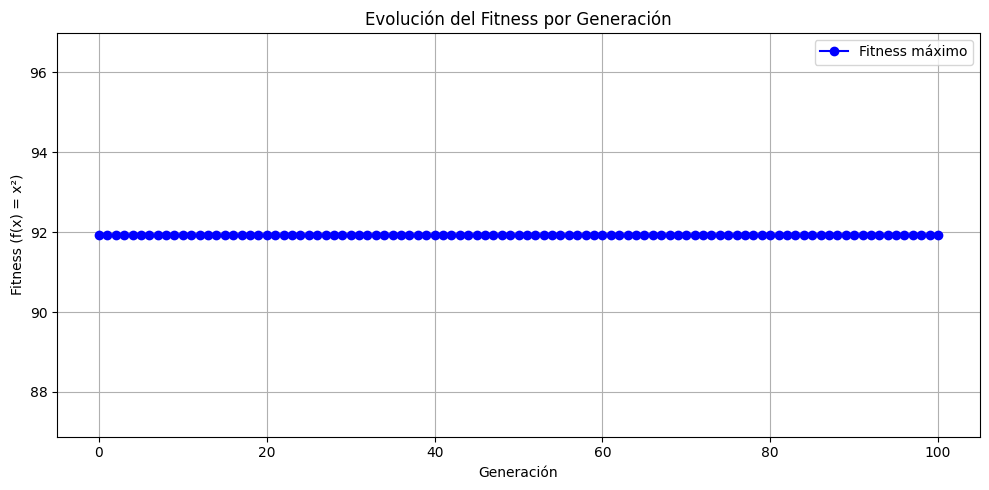 Evolución del Fitness por Generación
Fitness máximo
96
94
92
90
88
Fitness (f(x) = x²)
0 20 40 60 80 100
Generación